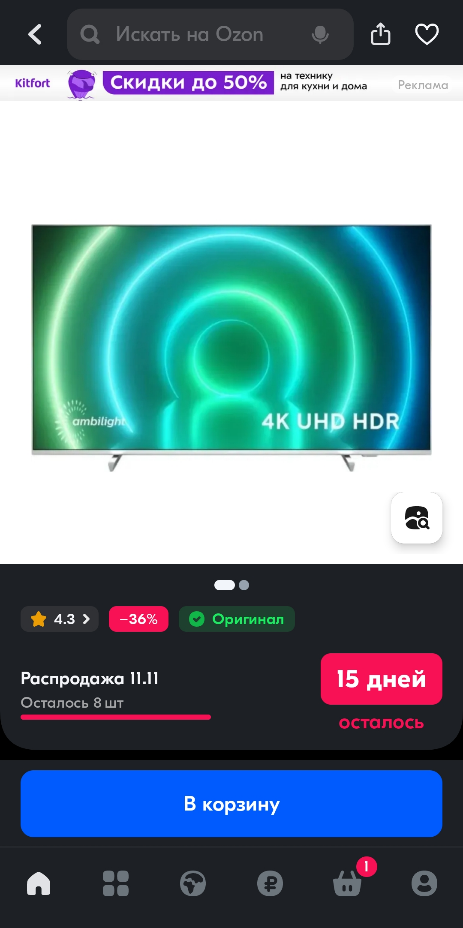 Искать на Ozon
Kitfort
Скидки до 50%
на технику
для кухни и дома
Реклама
ambilight
4K UHD HDR
4.3
−36%
Оригинал
Распродажа 11.11
Осталось 8 шт
15 дней
осталось
В корзину
1